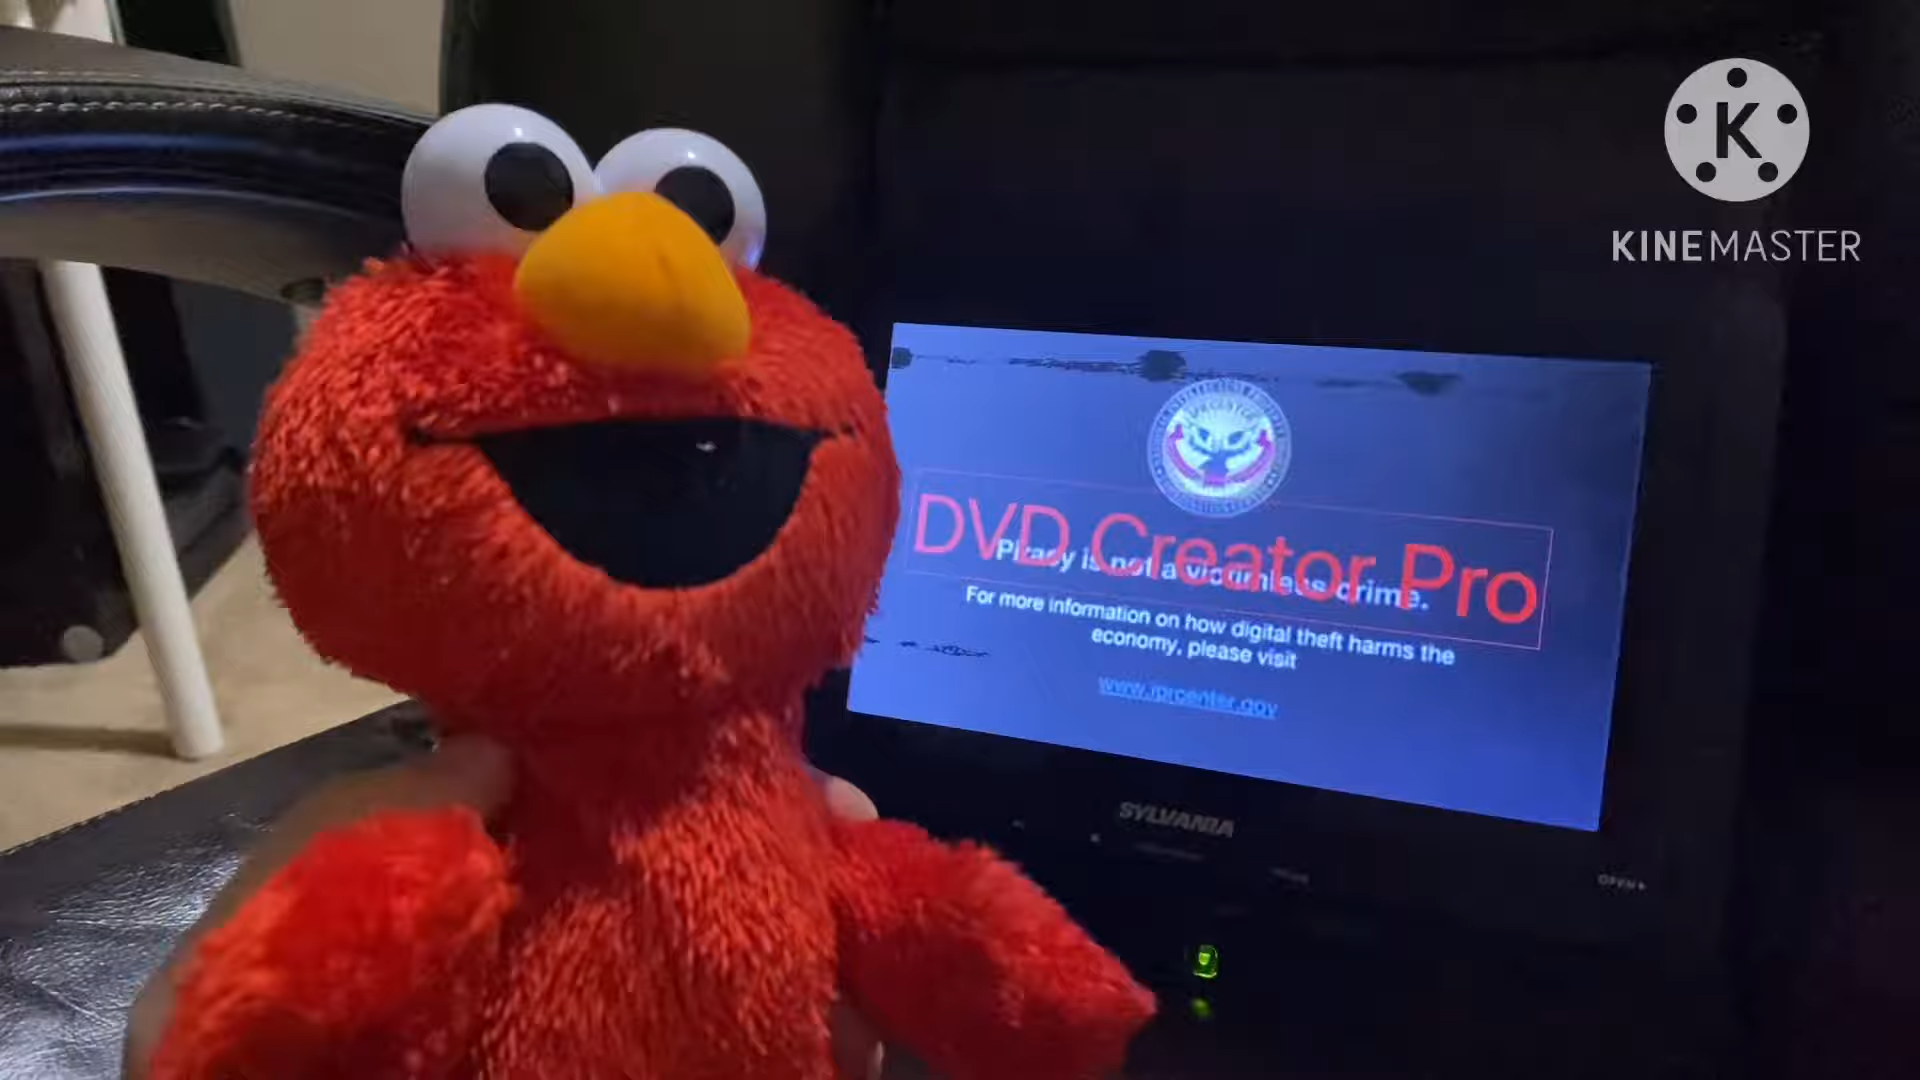 KINEMASTER
DVD Creator Pro
Piracy is not a victimless crime.
For more information on how digital theft harms the
economy, please visit
www.iprcenter.gov
SYLVANIA
OPEN